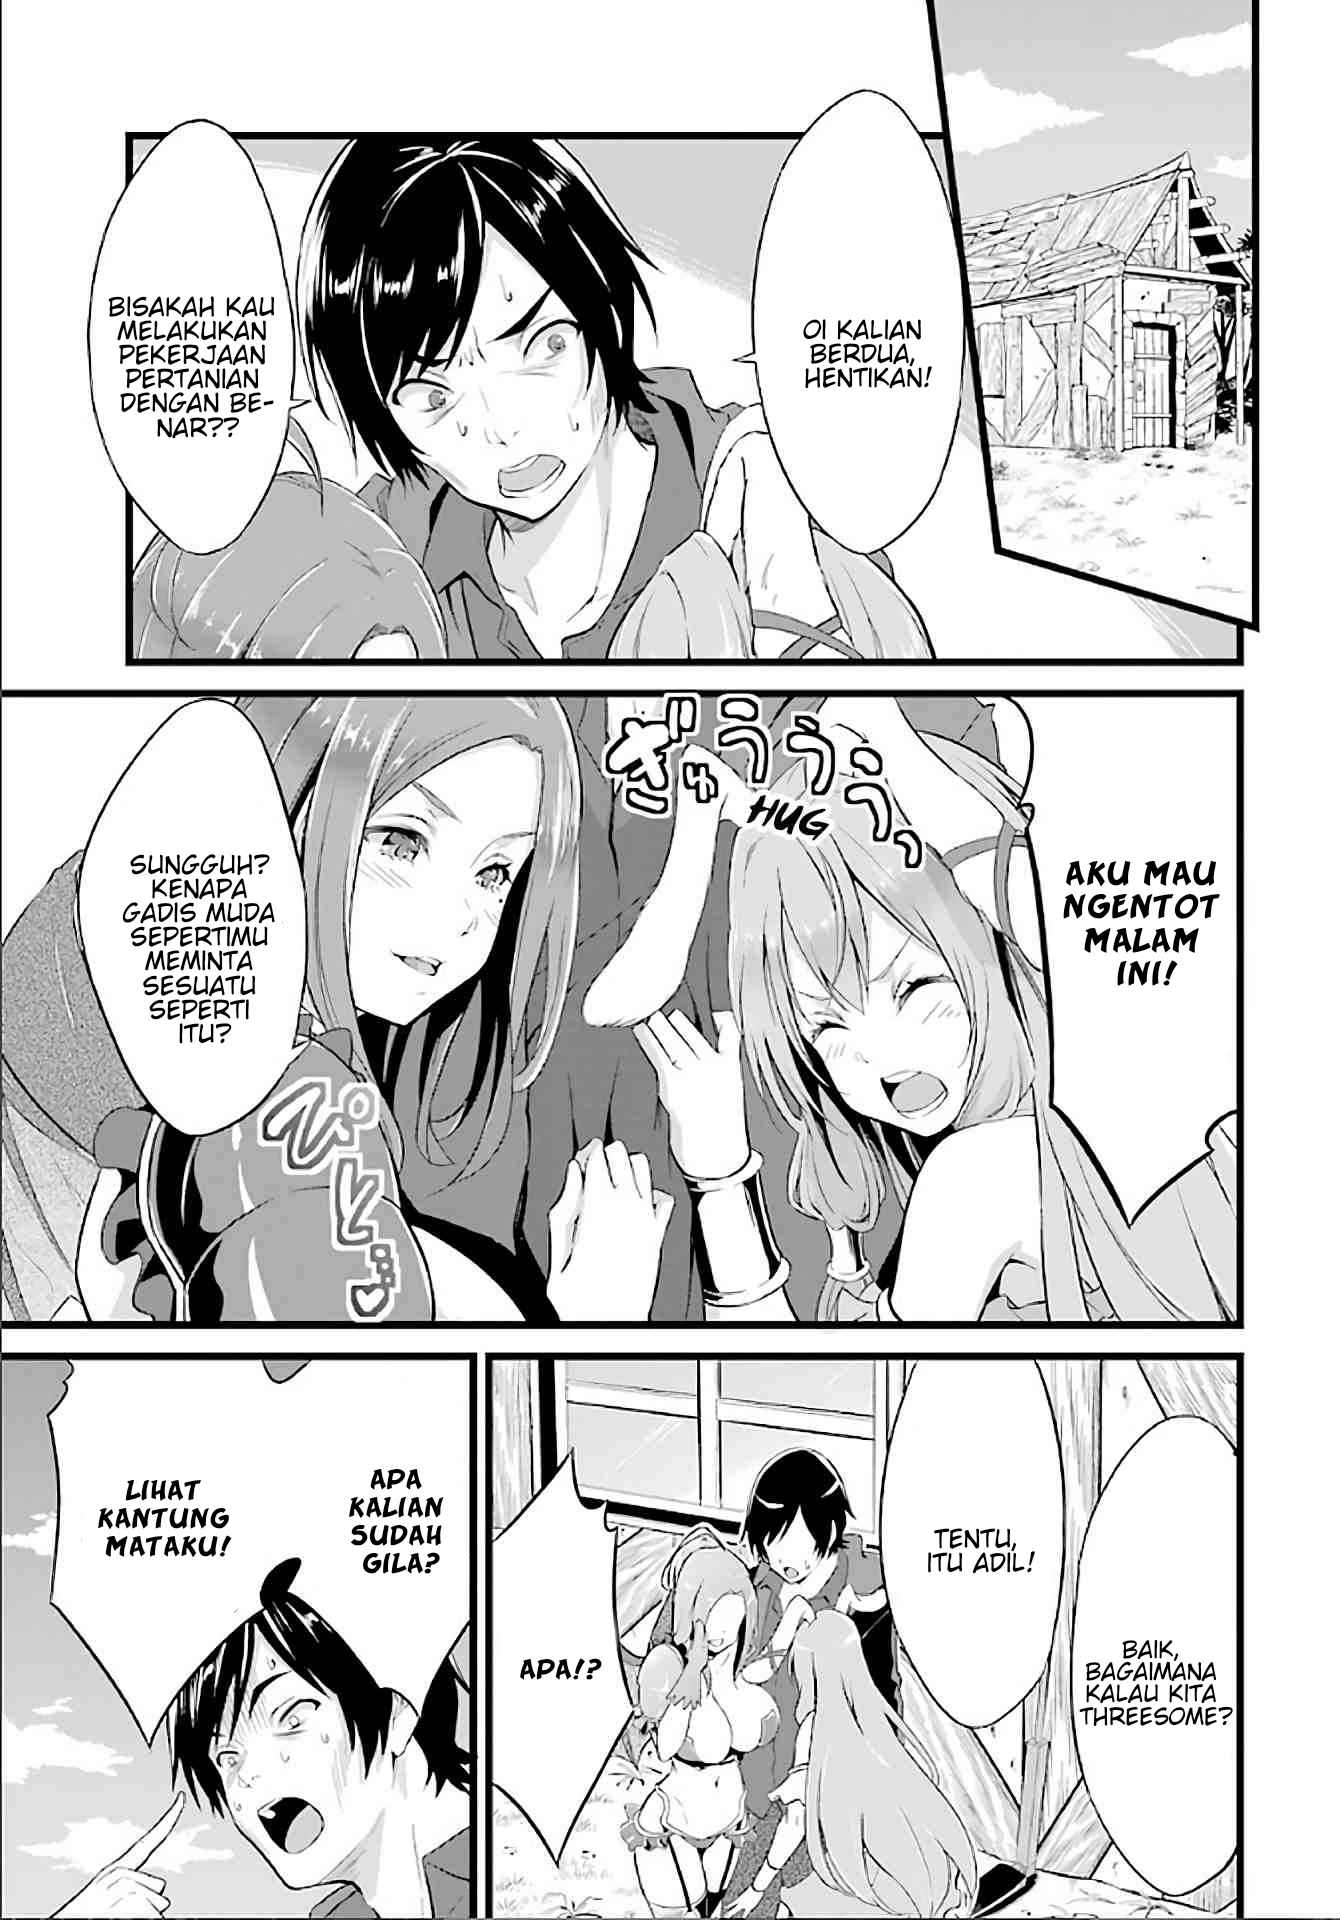 OI KALIAN
BERDUA,
HENTIKAN!
BISAKAH KAU
MELAKUKAN
PEKERJAAN
PERTANIAN
DENGAN BE-
NAR??
ぎゅううううっ
HUG
AKU MAU
NGENTOT
MALAM
INI!
SUNGGUH?
KENAPA
GADIS MUDA
SEPERTIMU
MEMINTA
SESUATU
SEPERTI
ITU?
ぴと…♡
BAIK,
BAGAIMANA
KALAU KITA
THREESOME?
TENTU,
ITU ADIL!
APA!?
APA
KALIAN
SUDAH
GILA?
LIHAT
KANTUNG
MATAKU!